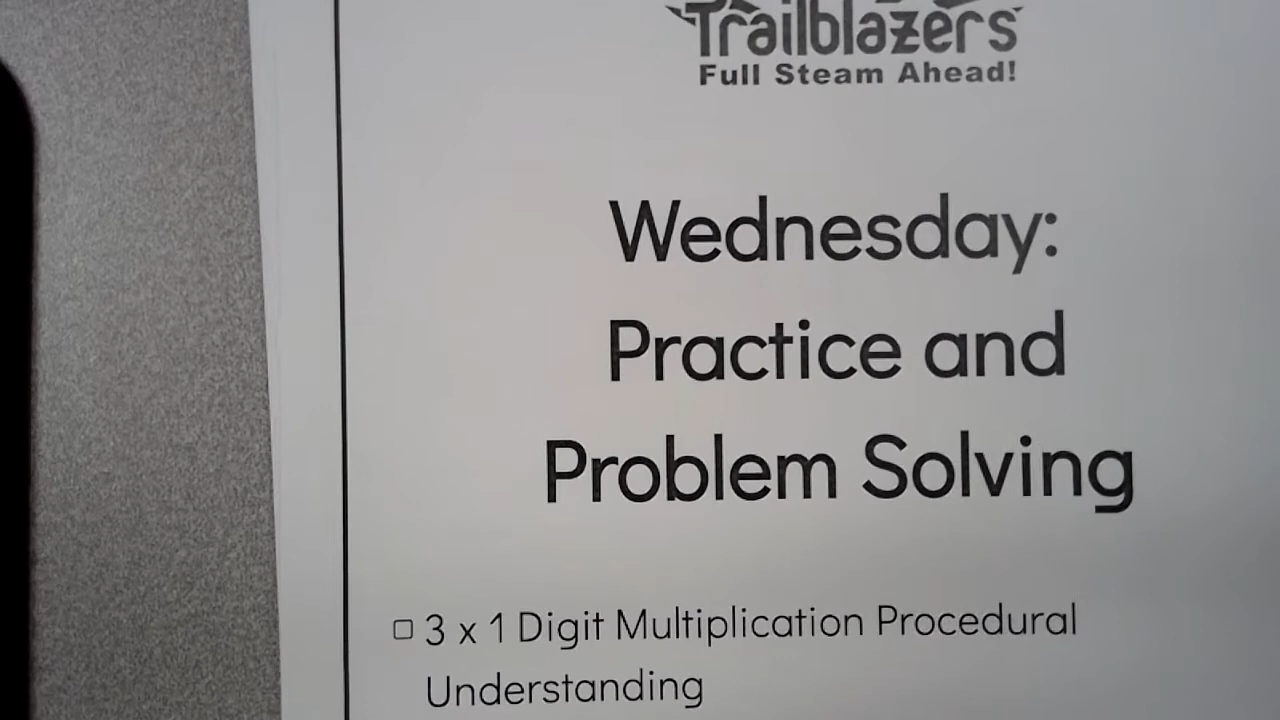 Trailblazers
Full Steam Ahead!
Wednesday:
Practice and
Problem Solving
3 x 1 Digit Multiplication Procedural
Understanding